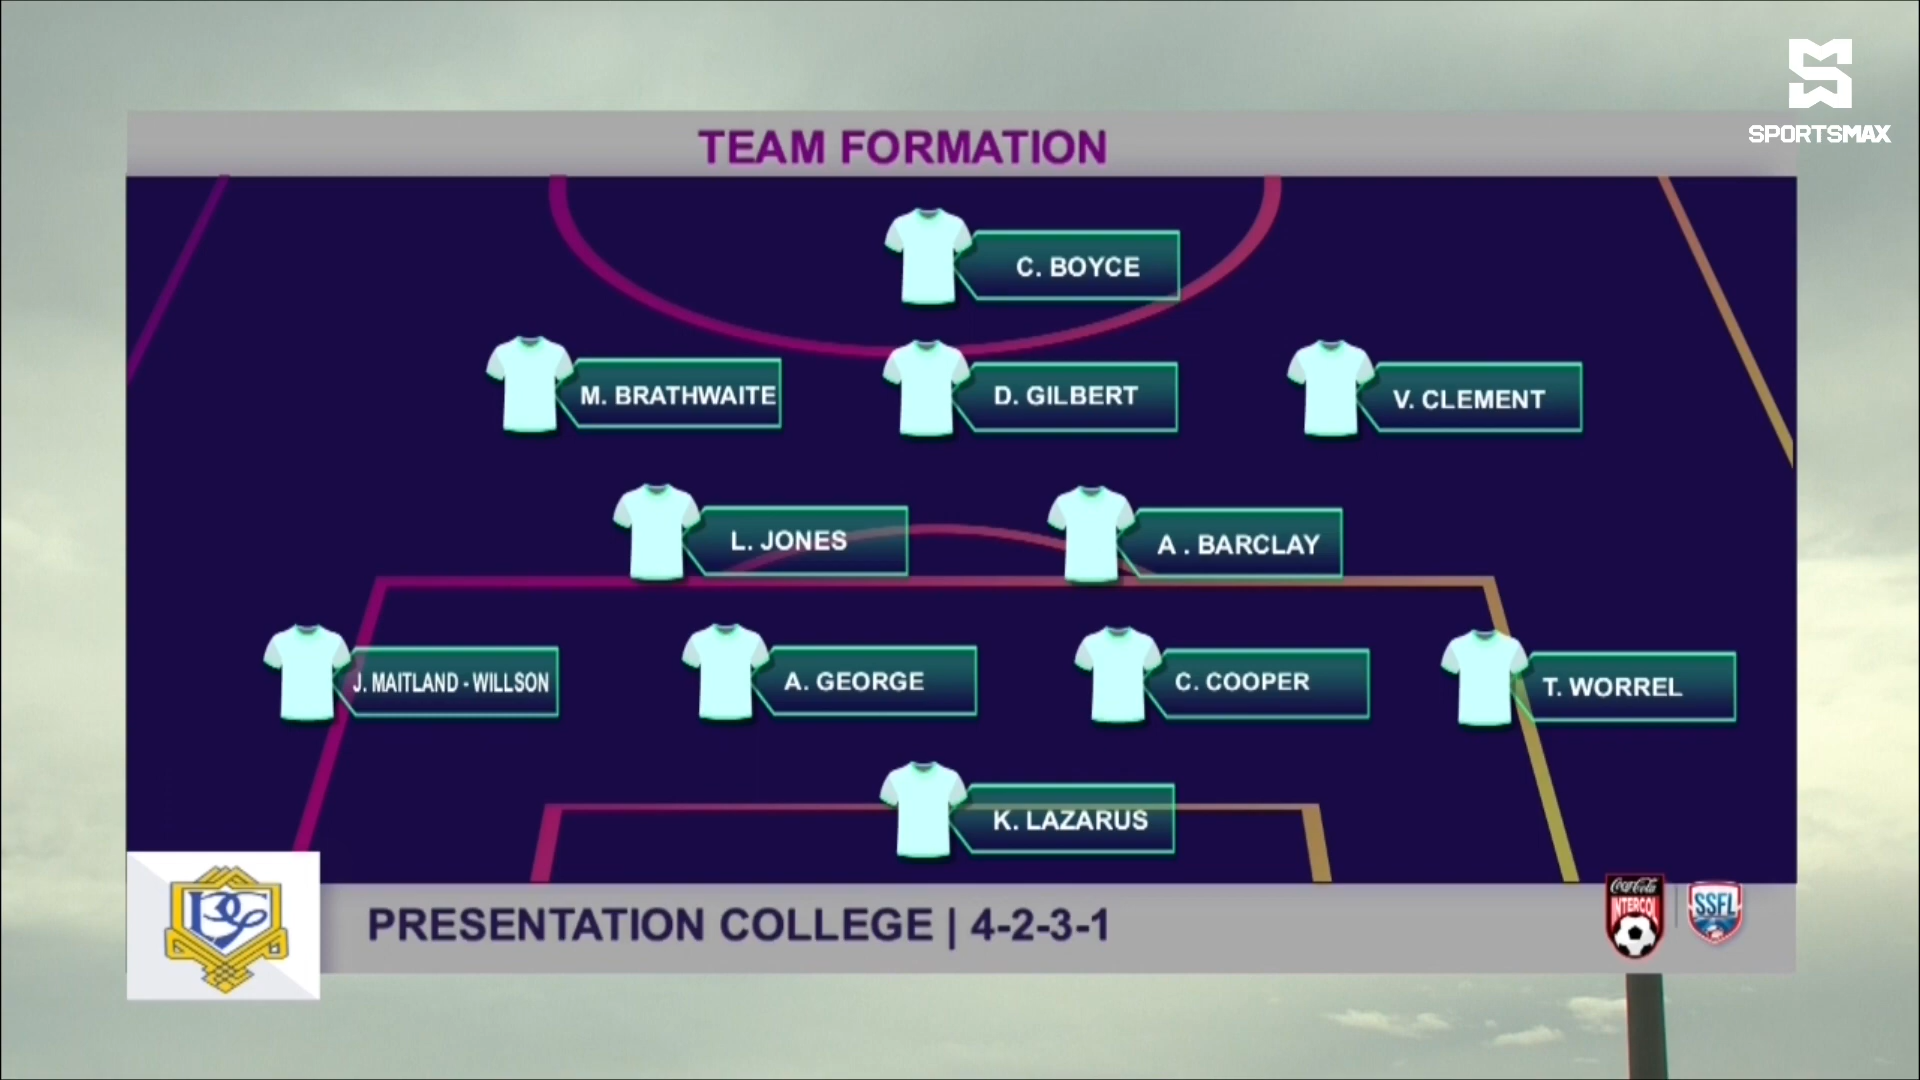 SPORTSMAX
TEAM FORMATION
C. BOYCE
M. BRATHWAITE
D. GILBERT
V. CLEMENT
L. JONES
A . BARCLAY
J. MAITLAND - WILLSON
A. GEORGE
C. COOPER
T. WORREL
K. LAZARUS
PRESENTATION COLLEGE | 4-2-3-1
Coca-Cola
INTERCOL
SSFL